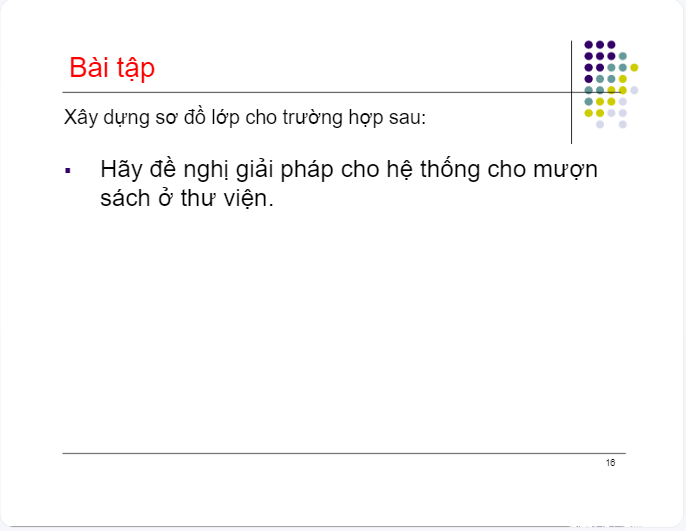 Bài tập
Xây dựng sơ đồ lớp cho trường hợp sau:
Hãy đề nghị giải pháp cho hệ thống cho mượn
sách ở thư viện.
16